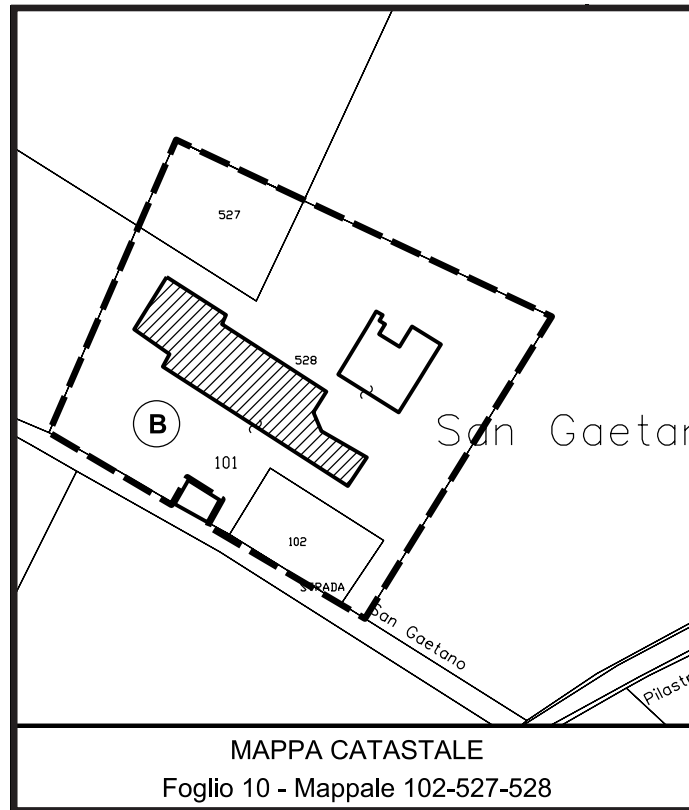 527
528
San Gaetan
B
101
102
STRADA
San Gaetano
Pilastr
MAPPA CATASTALE
Foglio 10 - Mappale 102-527-528